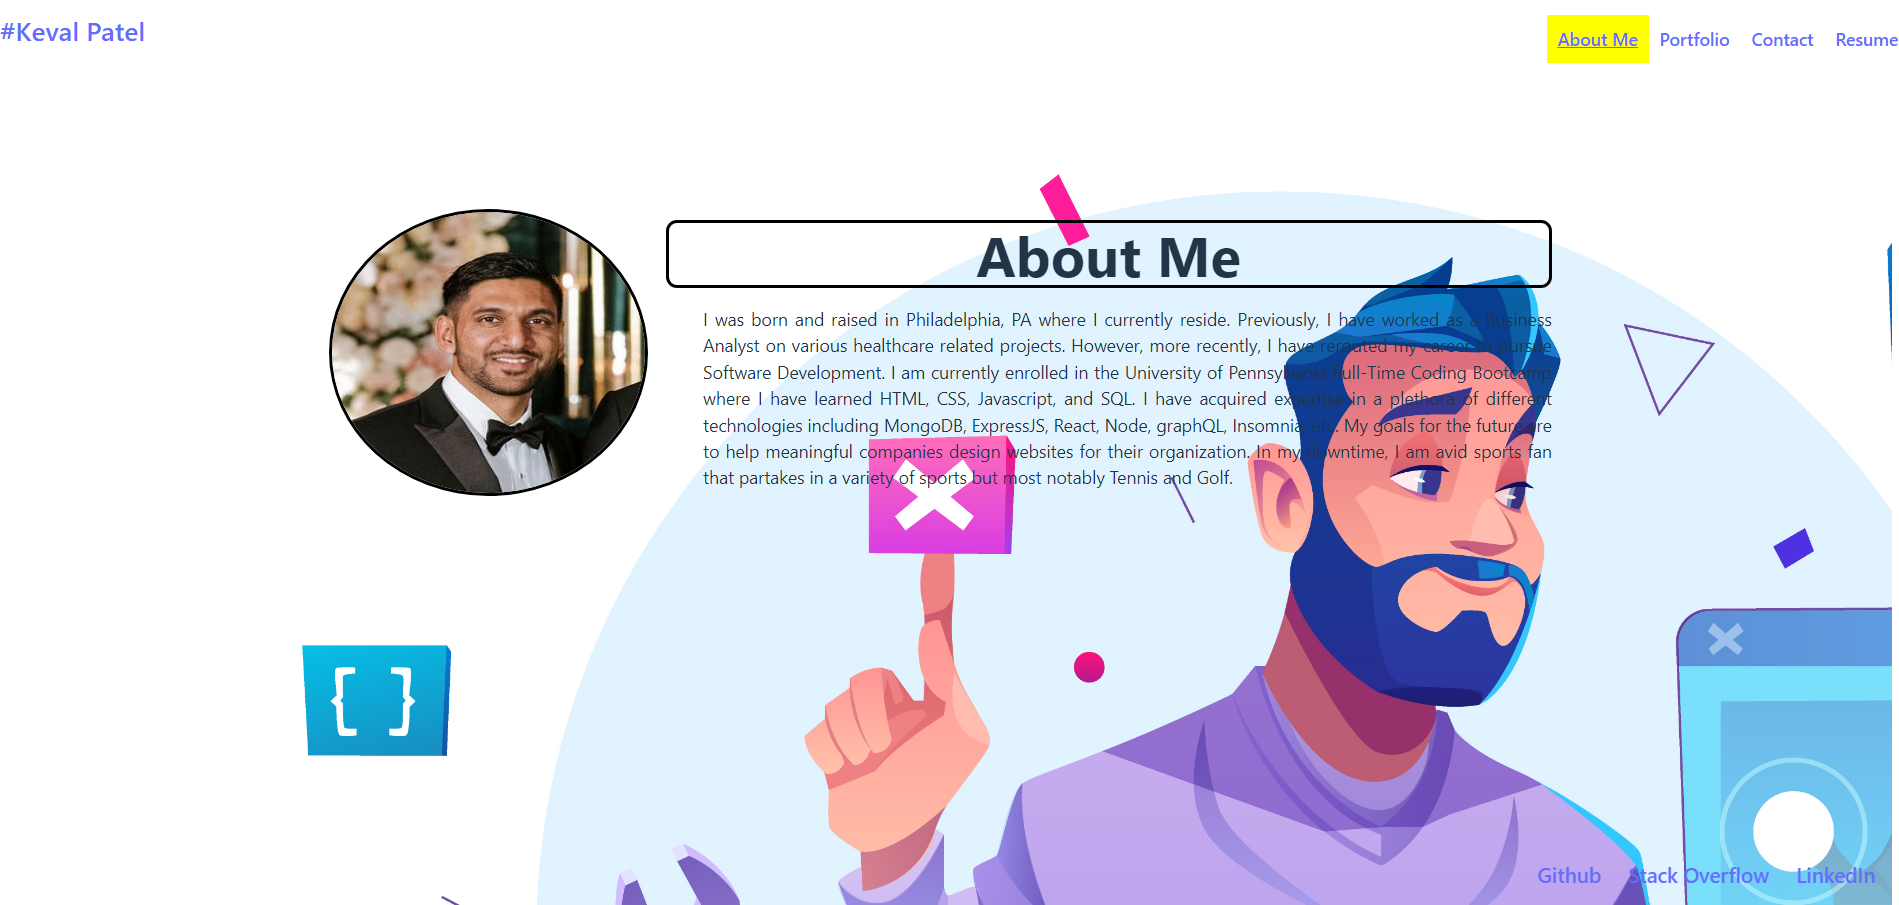 #Keval Patel
About Me Portfolio Contact Resume
About Me
I was born and raised in Philadelphia, PA where I currently reside. Previously, I have worked as a Business
Analyst on various healthcare related projects. However, more recently, I have rerouted my career to pursue
Software Development. I am currently enrolled in the University of Pennsylvania Full-Time Coding Bootcamp
where I have learned HTML, CSS, Javascript, and SQL. I have acquired expertise in a plethora of different
technologies including MongoDB, ExpressJS, React, Node, graphQL, Insomnia, etc. My goals for the future are
to help meaningful companies design websites for their organization. In my downtime, I am avid sports fan
that partakes in a variety of sports but most notably Tennis and Golf.
{ }
Github Stack Overflow LinkedIn